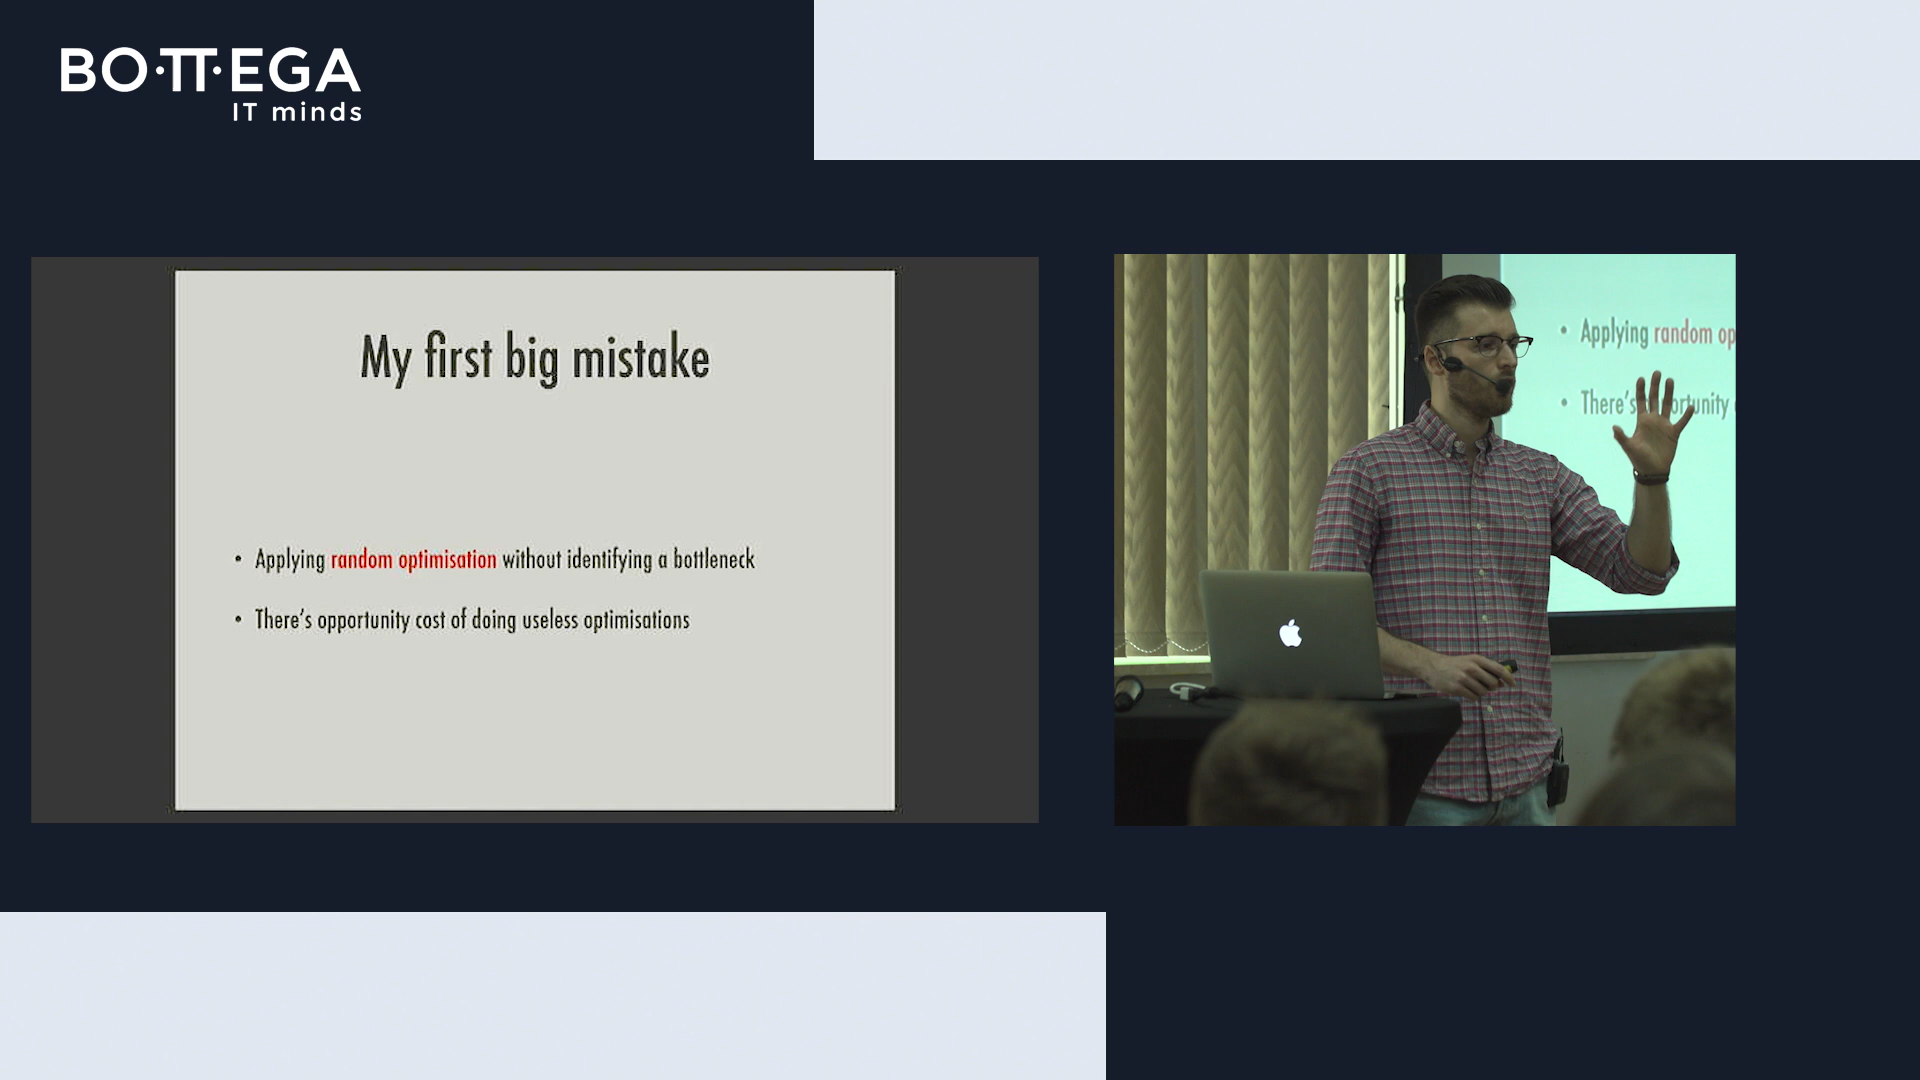 BO·TT·EGA
IT minds
My first big mistake
• Applying random optimisation without identifying a bottleneck
• There's opportunity cost of doing useless optimisations
• Applying random op
• There's opportunity